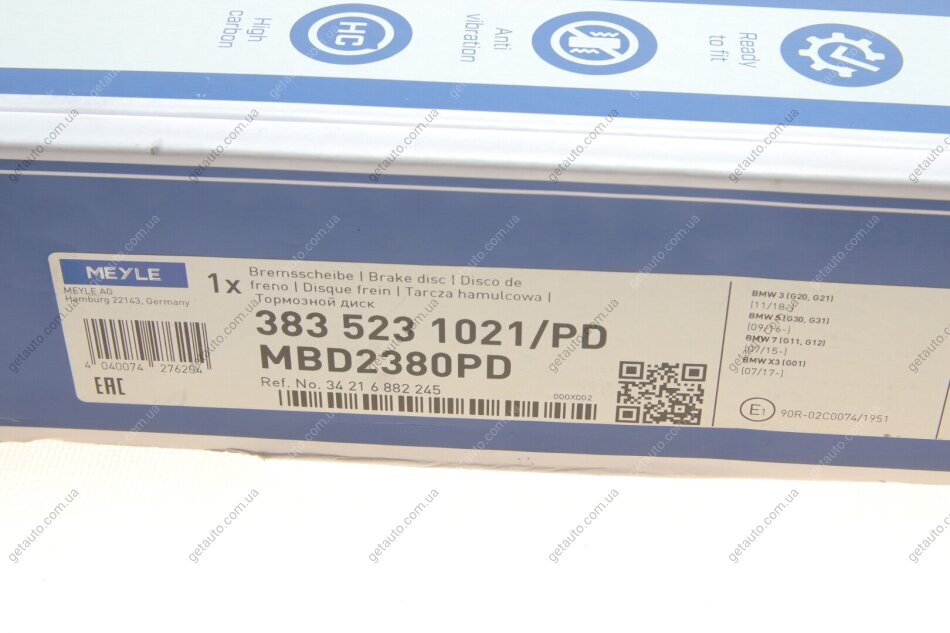 High
carbon
HC
Anti
vibration
Ready
to fit
MEYLE
MEYLE AG
Hamburg 22143, Germany
4 040074 276294
EAC
1x
Bremsscheibe | Brake disc | Disco de
freno | Disque frein | Tarcza hamulcowa |
Тормозной диск
383 523 1021/PD
MBD2380PD
Ref. No. 34 21 6 882 245
000X002
BMW 3 (G20, G21)
(11/18-)
BMW 5 (G30, G31)
(09/16-)
BMW 7 (G11, G12)
(07/15-)
BMW X3 (G01)
(07/17-)
E1 90R-02C0074/1951
getauto.com.ua